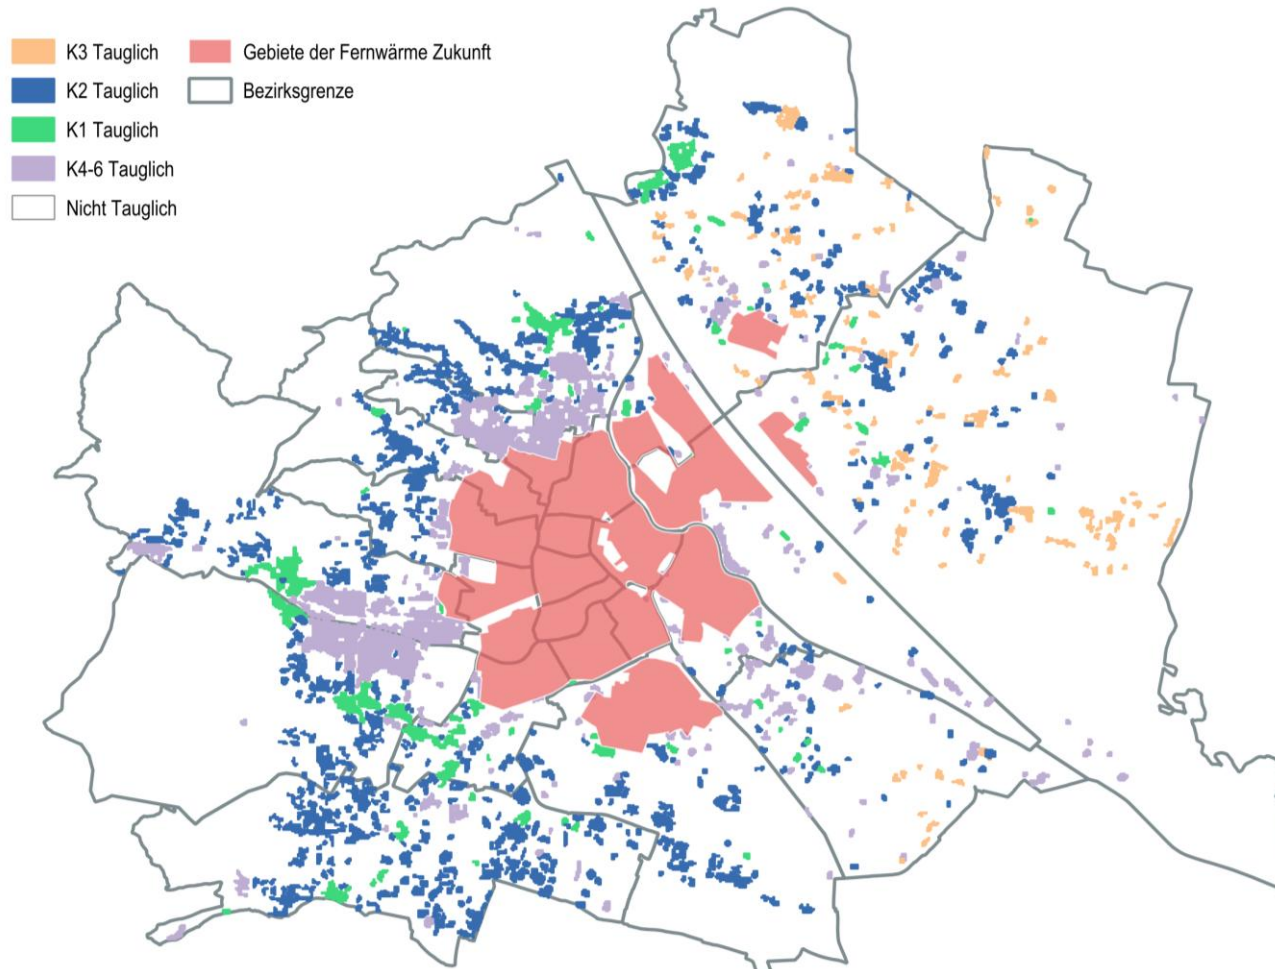 K3 Tauglich
K2 Tauglich
K1 Tauglich
K4-6 Tauglich
Nicht Tauglich
Gebiete der Fernwärme Zukunft
Bezirksgrenze